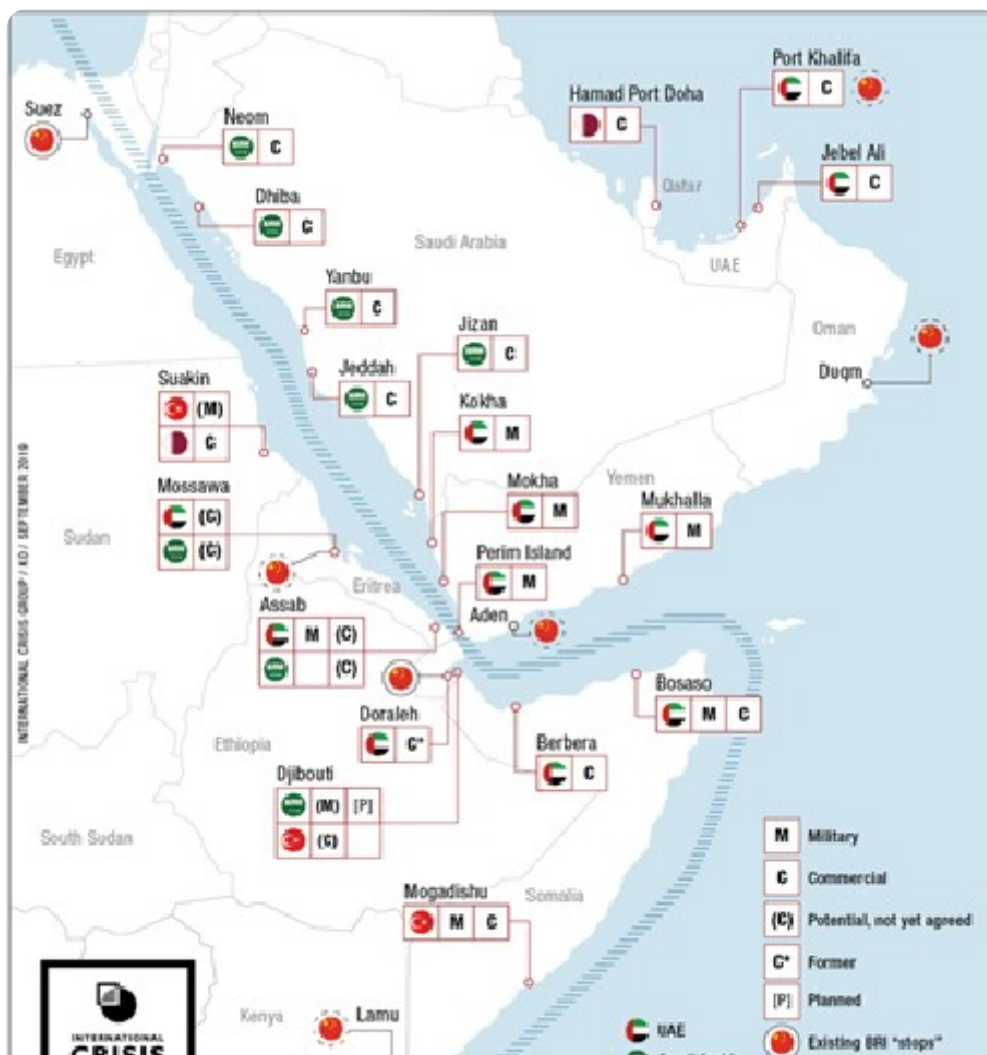 Suez
Neom
C
Dhiba
C
Egypt
Saudi Arabia
Hamad Port Doha
C
Port Khalifa
C
Jebel Ali
C
Qatar
UAE
Oman
Duqm
Yanbu
C
Jeddah
C
Jizan
C
Kokha
M
Suakin
(M)
C
Mossawa
(C)
(C)
Sudan
Eritrea
Mokha
M
Yemen
Mukhalla
M
Perim Island
M
Aden
Assab
M (C)
(C)
Doraleh
C*
Ethiopia
Djibouti
(M) [P]
(C)
Berbera
C
Bosaso
M C
South Sudan
Mogadishu
M C
Somalia
Kenya
Lamu
INTERNATIONAL CRISIS GROUP / KO / SEPTEMBER 2019
M Military
C Commercial
(C) Potential, not yet agreed
C* Former
[P] Planned
Existing BRI "stops"
UAE
INTERNATIONAL
CRISIS